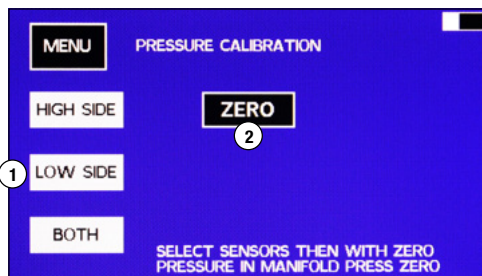 MENU
PRESSURE CALIBRATION
HIGH SIDE
ZERO
2
1
LOW SIDE
BOTH
SELECT SENSORS THEN WITH ZERO
PRESSURE IN MANIFOLD PRESS ZERO